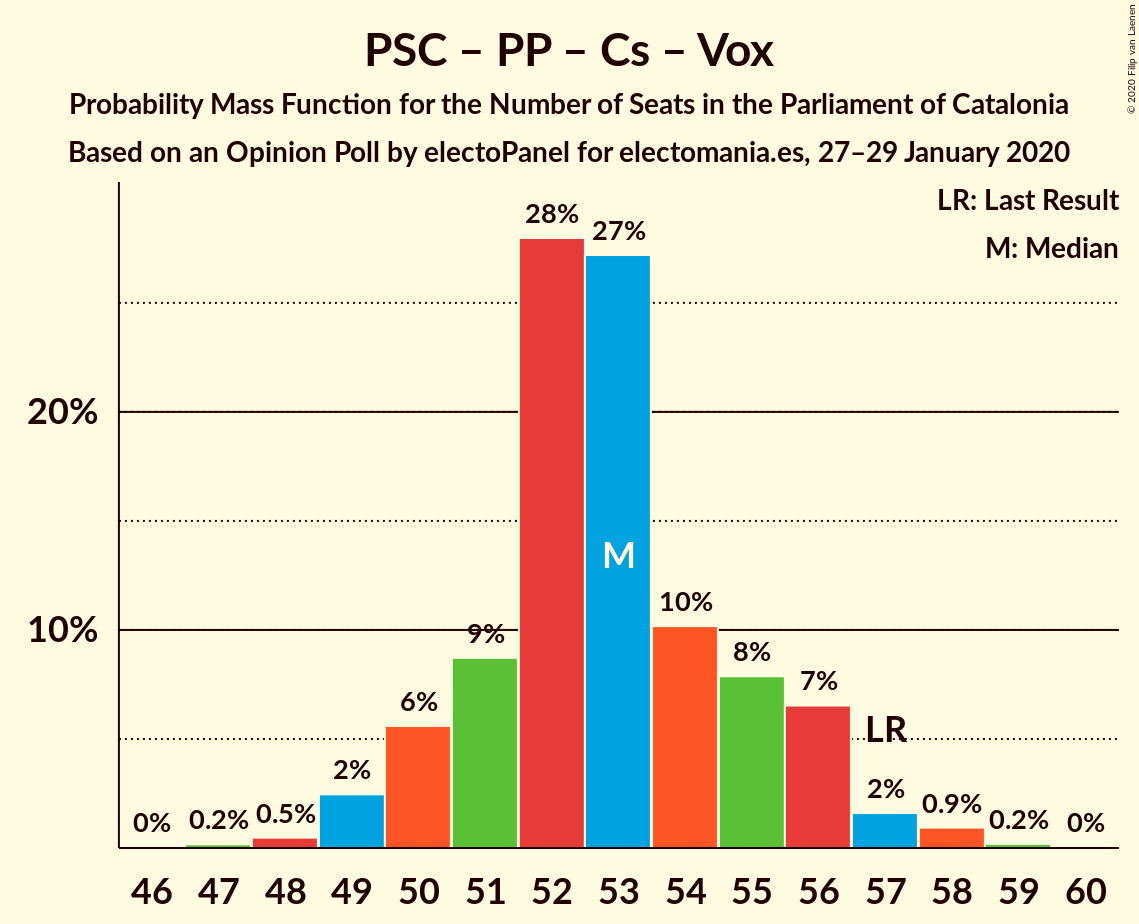 PSC – PP – Cs – Vox
Probability Mass Function for the Number of Seats in the Parliament of Catalonia
Based on an Opinion Poll by electoPanel for electomania.es, 27–29 January 2020
© 2020 Filip van Laenen
LR: Last Result
M: Median
20%
10%
0%
0.2%
0.5%
2%
6%
9%
28%
27%
10%
8%
7%
2%
0.9%
0.2%
0%
M
LR
46 47 48 49 50 51 52 53 54 55 56 57 58 59 60